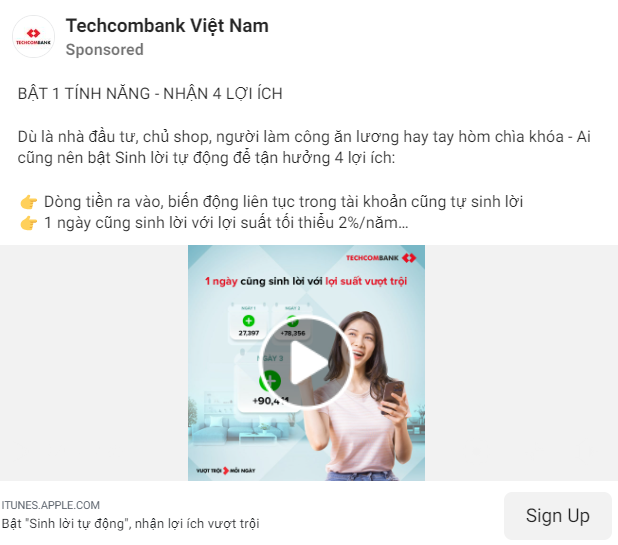 Techcombank Việt Nam
Sponsored
TECHCOMBANK
BẬT 1 TÍNH NĂNG - NHẬN 4 LỢI ÍCH
Dù là nhà đầu tư, chủ shop, người làm công ăn lương hay tay hòm chìa khóa - Ai
cũng nên bật Sinh lời tự động để tận hưởng 4 lợi ích:
👉 Dòng tiền ra vào, biến động liên tục trong tài khoản cũng tự sinh lời
👉 1 ngày cũng sinh lời với lợi suất tối thiểu 2%/năm...
TECHCOMBANK
1 ngày cũng sinh lời với lợi suất vượt trội
NGÀY 1
NGÀY 2
27,397
+78,356
NGÀY 3
VƯỢT TRỘI MỖI NGÀY
ITUNES.APPLE.COM
Bật "Sinh lời tự động", nhận lợi ích vượt trội
Sign Up